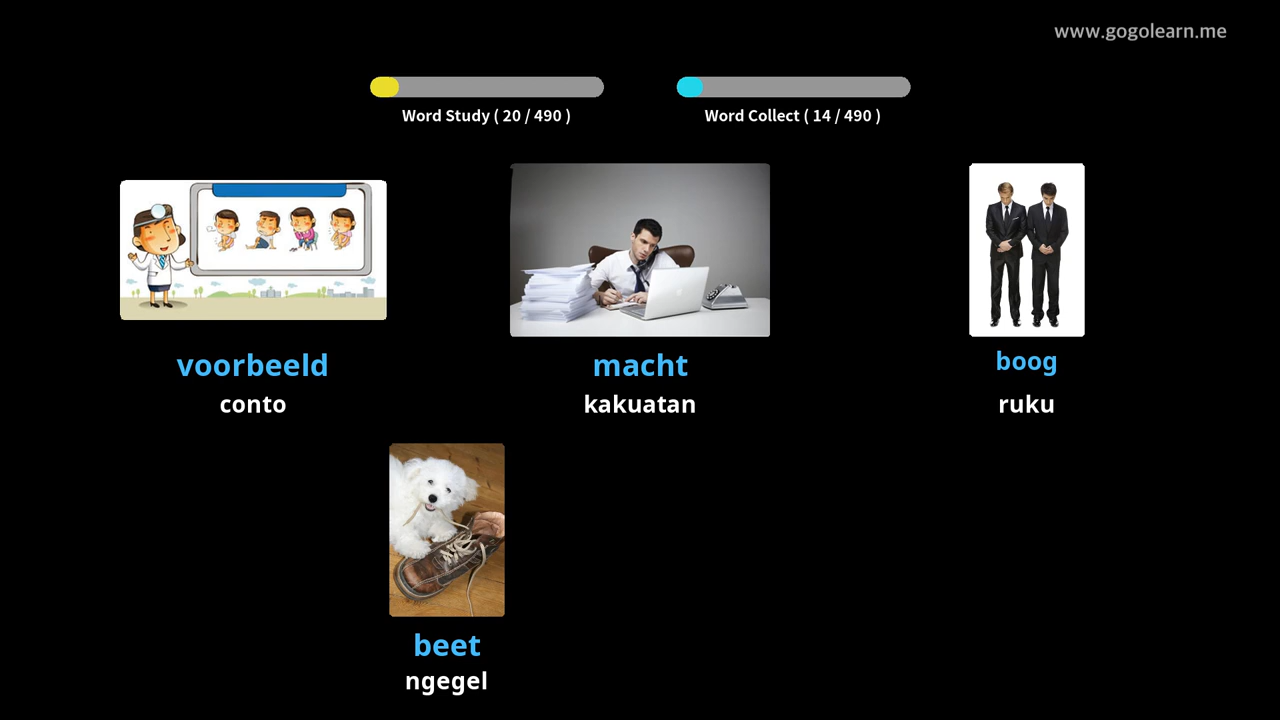 www.gogolearn.me
Word Study ( 20 / 490 )
Word Collect ( 14 / 490 )
voorbeeld
conto
macht
kakuatan
boog
ruku
beet
ngegel